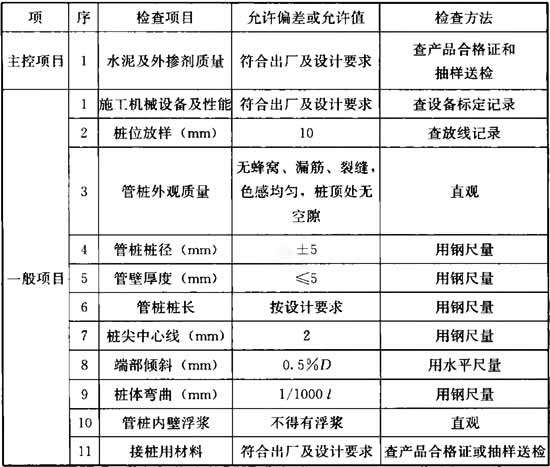 项 序 检查项目 允许偏差或允许值 检查方法
主控项目 1 水泥及外掺剂质量 符合出厂及设计要求 查产品合格证和
抽样送检
一般项目 1 施工机械设备及性能 符合出厂及设计要求 查设备标定记录
2 桩位放样（mm） 10 查放线记录
3 管桩外观质量 无蜂窝、漏筋、裂缝，
色感均匀，桩顶处无
空隙 直观
4 管桩桩径（mm） ±5 用钢尺量
5 管壁厚度（mm） ≤5 用钢尺量
6 管桩桩长 按设计要求 用钢尺量
7 桩尖中心线（mm） 2 用钢尺量
8 端部倾斜（mm） 0.5%D 用水平尺量
9 桩体弯曲（mm） 1/1000 l 用钢尺量
10 管桩内壁浮浆 不得有浮浆 直观
11 接桩用材料 符合出厂及设计要求 查产品合格证或抽样送检